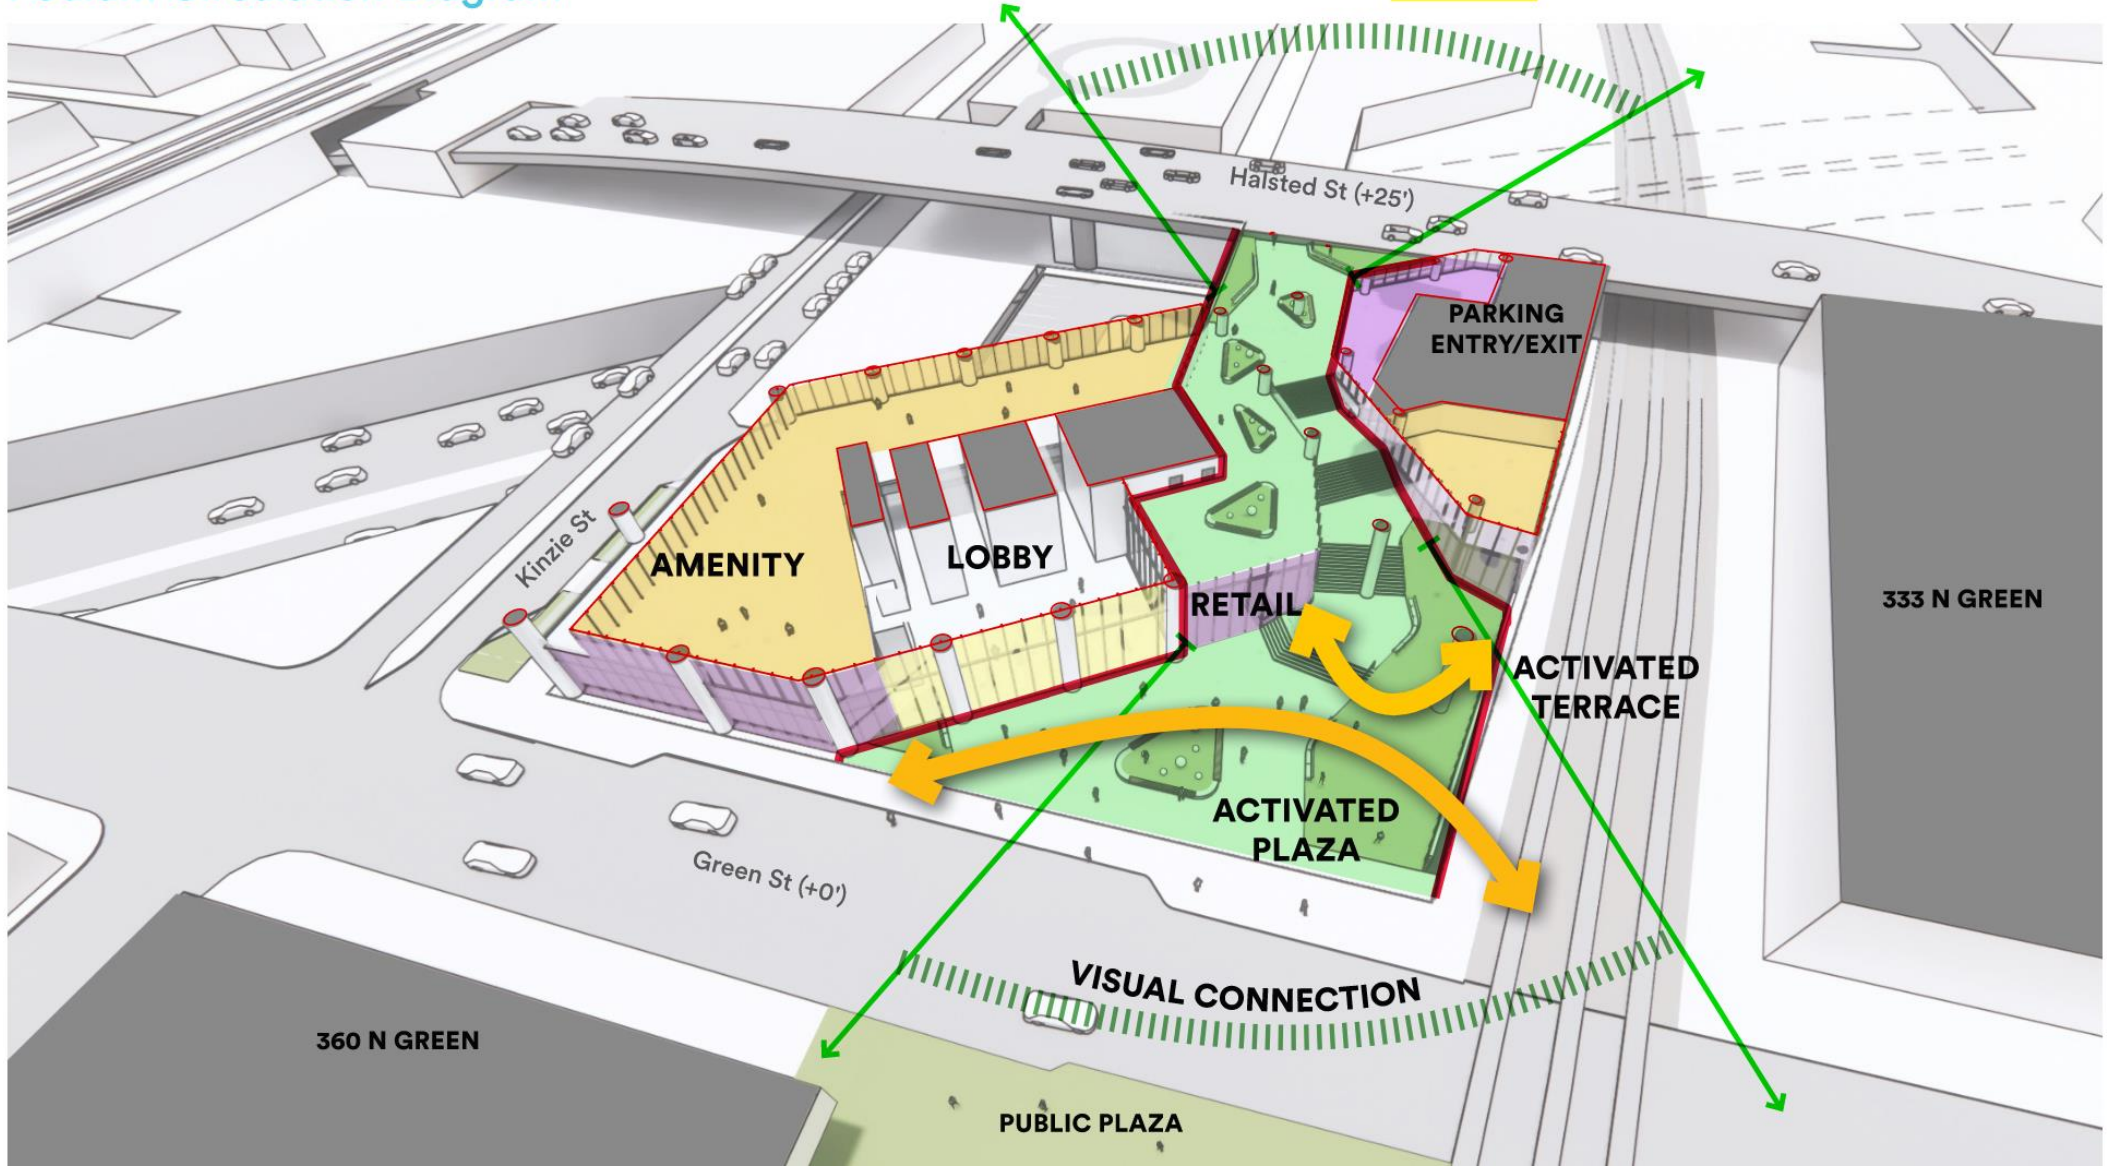 Halsted St (+25')
PARKING
ENTRY/EXIT
Kinzie St
AMENITY
LOBBY
RETAIL
333 N GREEN
ACTIVATED
TERRACE
ACTIVATED
PLAZA
Green St (+0')
VISUAL CONNECTION
360 N GREEN
PUBLIC PLAZA